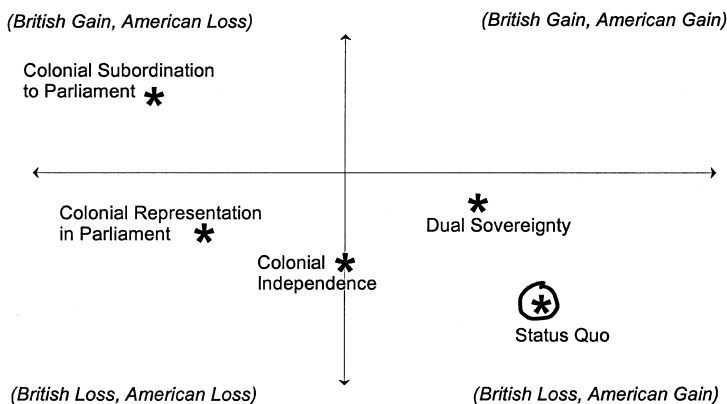 (British Gain, American Loss)
(British Gain, American Gain)
Colonial Subordination
to Parliament
Colonial Representation
in Parliament
Dual Sovereignty
Colonial
Independence
Status Quo
(British Loss, American Loss)
(British Loss, American Gain)